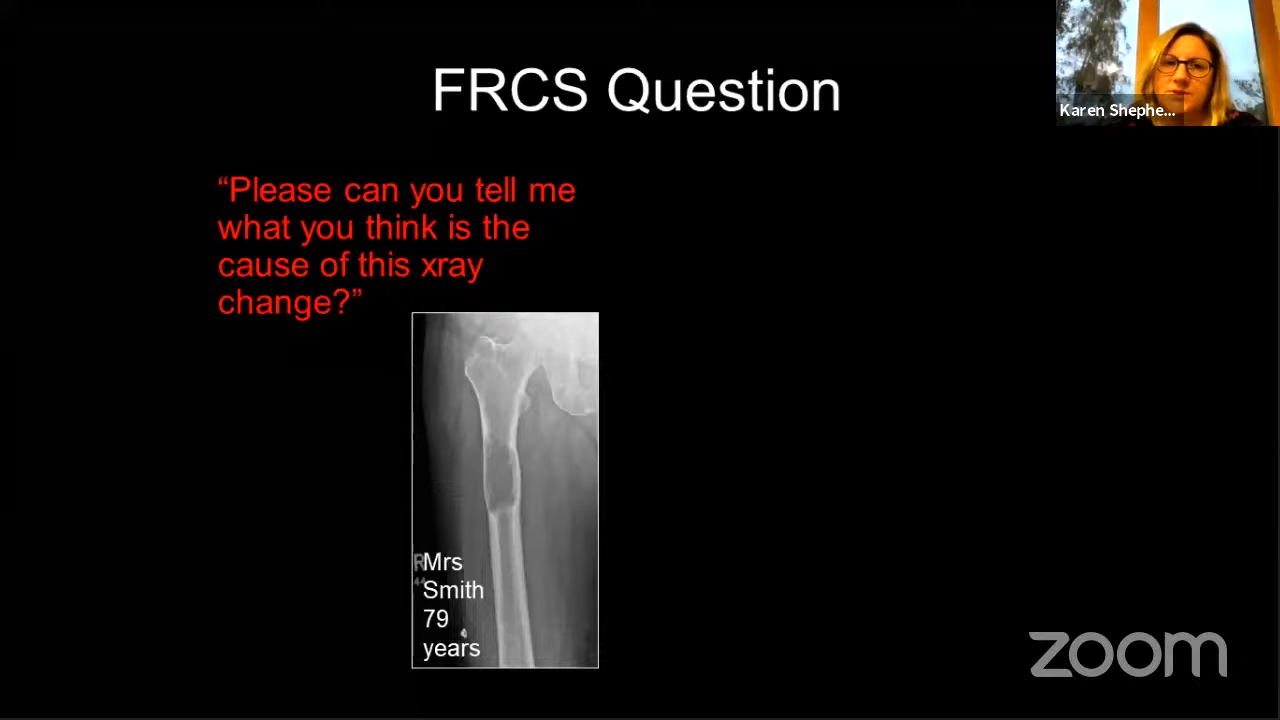 FRCS Question
Karen Shephe...
“Please can you tell me
what you think is the
cause of this xray
change?”
R
Mrs
Smith
79
years
zoom